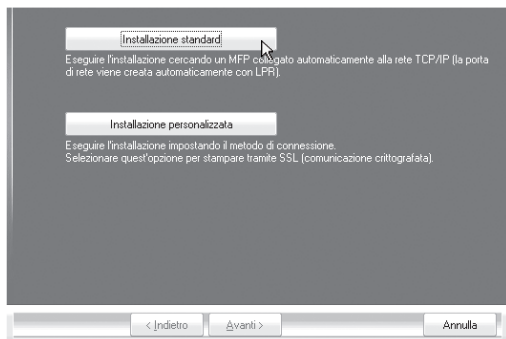 Installazione standard
Eseguire l'installazione cercando un MFP collegato automaticamente alla rete TCP/IP (la porta
di rete viene creata automaticamente con LPR).
Installazione personalizzata
Eseguire l'installazione impostando il metodo di connessione.
Selezionare quest'opzione per stampare tramite SSL (comunicazione crittografata).
< Indietro Avanti > Annulla